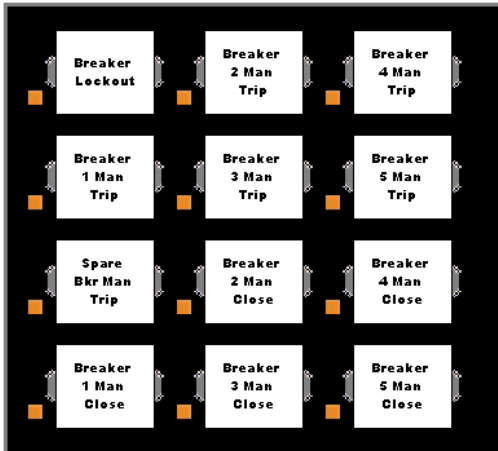 Breaker
Lockout
Breaker
2 Man
Trip
Breaker
4 Man
Trip
Breaker
1 Man
Trip
Breaker
3 Man
Trip
Breaker
5 Man
Trip
Spare
Bkr Man
Trip
Breaker
2 Man
Close
Breaker
4 Man
Close
Breaker
1 Man
Close
Breaker
3 Man
Close
Breaker
5 Man
Close